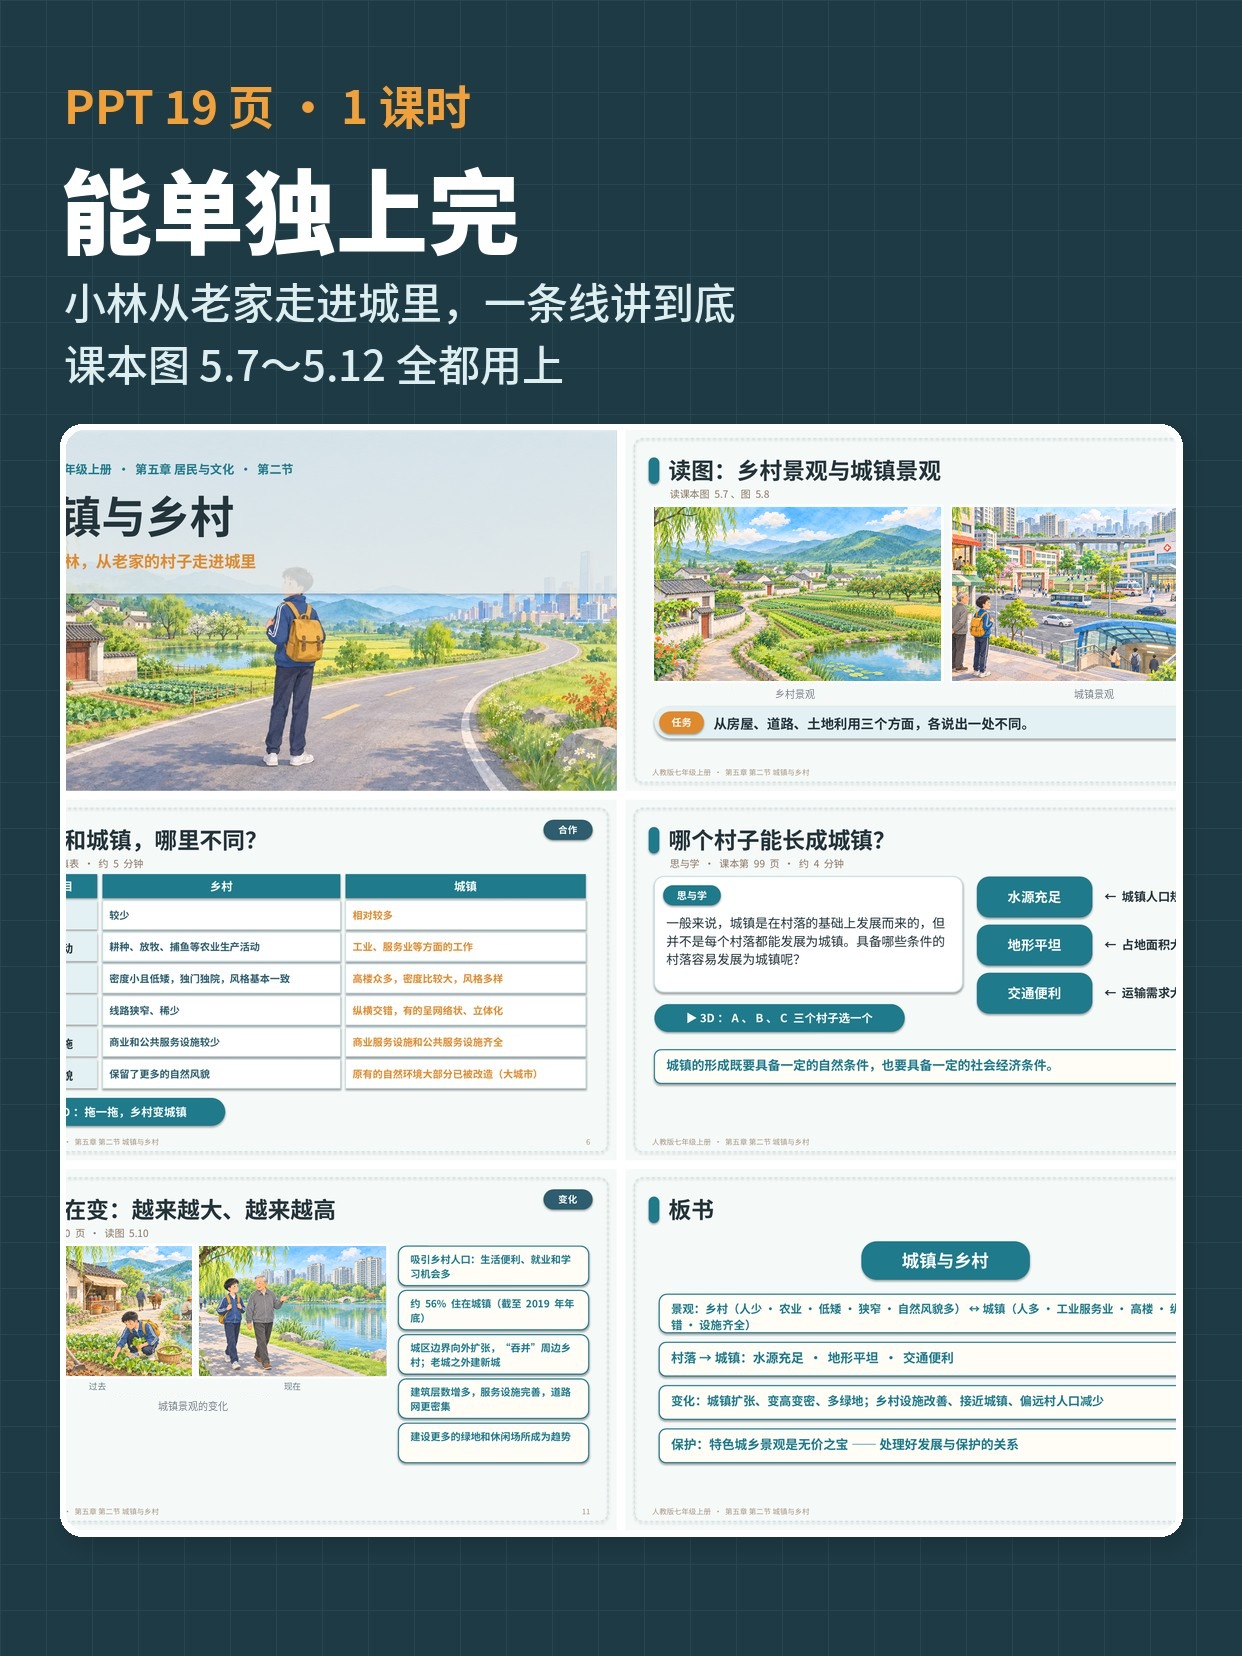 PPT 19 页 · 1 课时
能单独上完
小林从老家走进城里，一条线讲到底
课本图 5.7～5.12 全都用上
年级上册 · 第五章 居民与文化 · 第二节
镇与乡村
林，从老家的村子走进城里
读图：乡村景观与城镇景观
读课本图 5.7、图 5.8
乡村景观
城镇景观
任务
从房屋、道路、土地利用三个方面，各说出一处不同。
人教版七年级上册 · 第五章 第二节 城镇与乡村
和城镇，哪里不同？
合作
表 · 约 5 分钟
乡村
城镇
较少
相对较多
耕种、放牧、捕鱼等农业生产活动
工业、服务业等方面的工作
密度小且低矮，独门独院，风格基本一致
高楼众多，密度比较大，风格多样
线路狭窄、稀少
纵横交错，有的呈网络状、立体化
商业和公共服务设施较少
商业服务设施和公共服务设施齐全
保留了更多的自然风貌
原有的自然环境大部分已被改造（大城市）
：拖一拖，乡村变城镇
· 第五章 第二节 城镇与乡村
6
哪个村子能长成城镇？
思与学 · 课本第 99 页 · 约 4 分钟
思与学
一般来说，城镇是在村落的基础上发展而来的，但
并不是每个村落都能发展为城镇。具备哪些条件的
村落容易发展为城镇呢？
▶ 3D：A、B、C 三个村子选一个
水源充足
← 城镇人口
地形平坦
← 占地面积
交通便利
← 运输需求
城镇的形成既要具备一定的自然条件，也要具备一定的社会经济条件。
人教版七年级上册 · 第五章 第二节 城镇与乡村
在变：越来越大、越来越高
变化
0 页 · 读图 5.10
过去
现在
城镇景观的变化
吸引乡村人口：生活便利、就业和学
习机会多
约 56% 住在城镇（截至 2019 年年
底）
城区边界向外扩张，“吞并”周边乡
村；老城之外建新城
建筑层数增多，服务设施完善，道路
网更密集
建设更多的绿地和休闲场所成为趋势
· 第五章 第二节 城镇与乡村
11
板书
城镇与乡村
景观：乡村（人少 · 农业 · 低矮 · 狭窄 · 自然风貌多）↔ 城镇（人多 · 工业服务业 · 高楼 ·
错 · 设施齐全）
村落 → 城镇：水源充足 · 地形平坦 · 交通便利
变化：城镇扩张、变高变密、多绿地；乡村设施改善、接近城镇、偏远村人口减少
保护：特色城乡景观是无价之宝 —— 处理好发展与保护的关系
人教版七年级上册 · 第五章 第二节 城镇与乡村